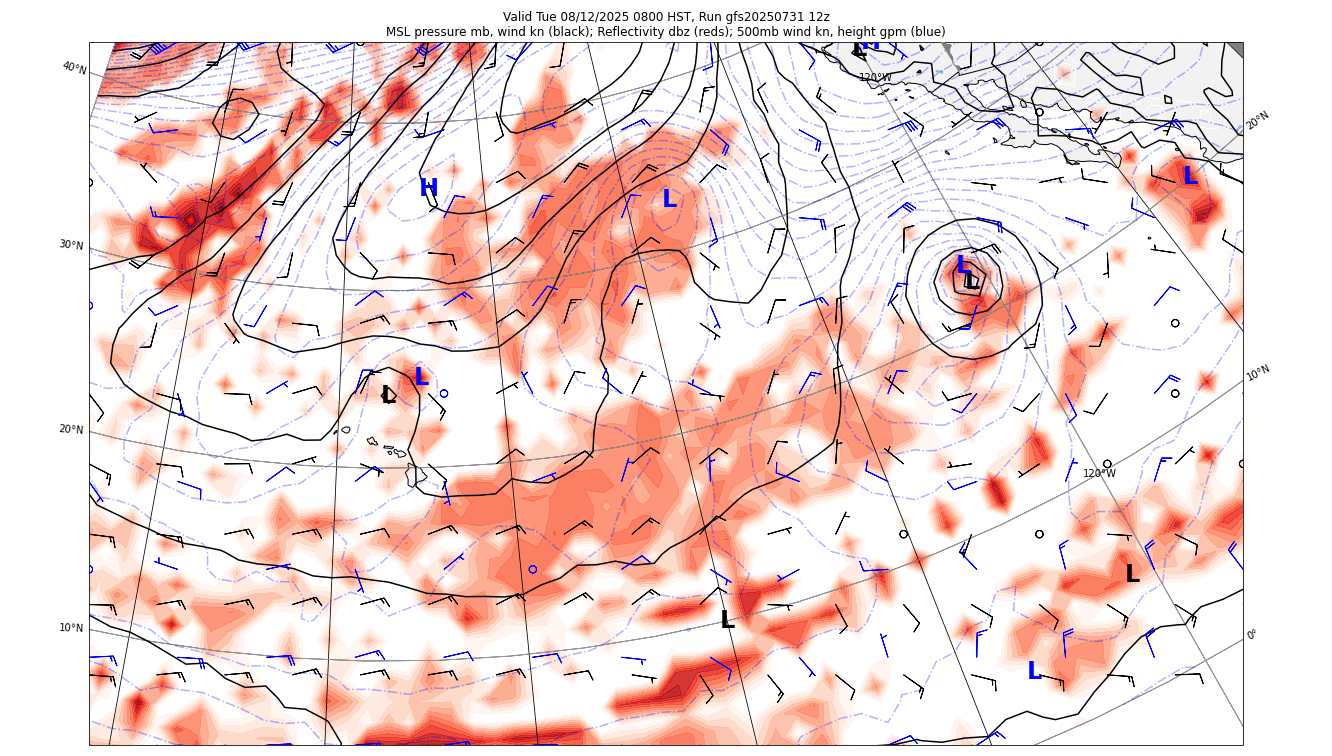 Valid Tue 08/12/2025 0800 HST, Run gfs20250731 12z
MSL pressure mb, wind kn (black); Reflectivity dbz (reds); 500mb wind kn, height gpm (blue)
L H
40°N
120°W
20°N
L
H
L
30°N
L
L
L
L
10°N
20°N
120°W
L
L
10°N
0°
L